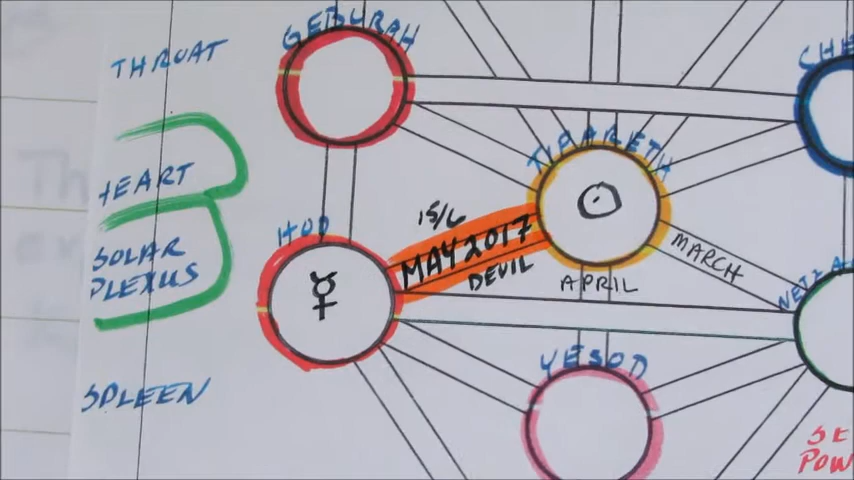 THROAT
GEBURAH
HEART
TIPARETH
SOLAR
PLEXUS
HOD
15/6
MAY 2017
DEVIL
MARCH
APRIL
YESOD
SPLEEN